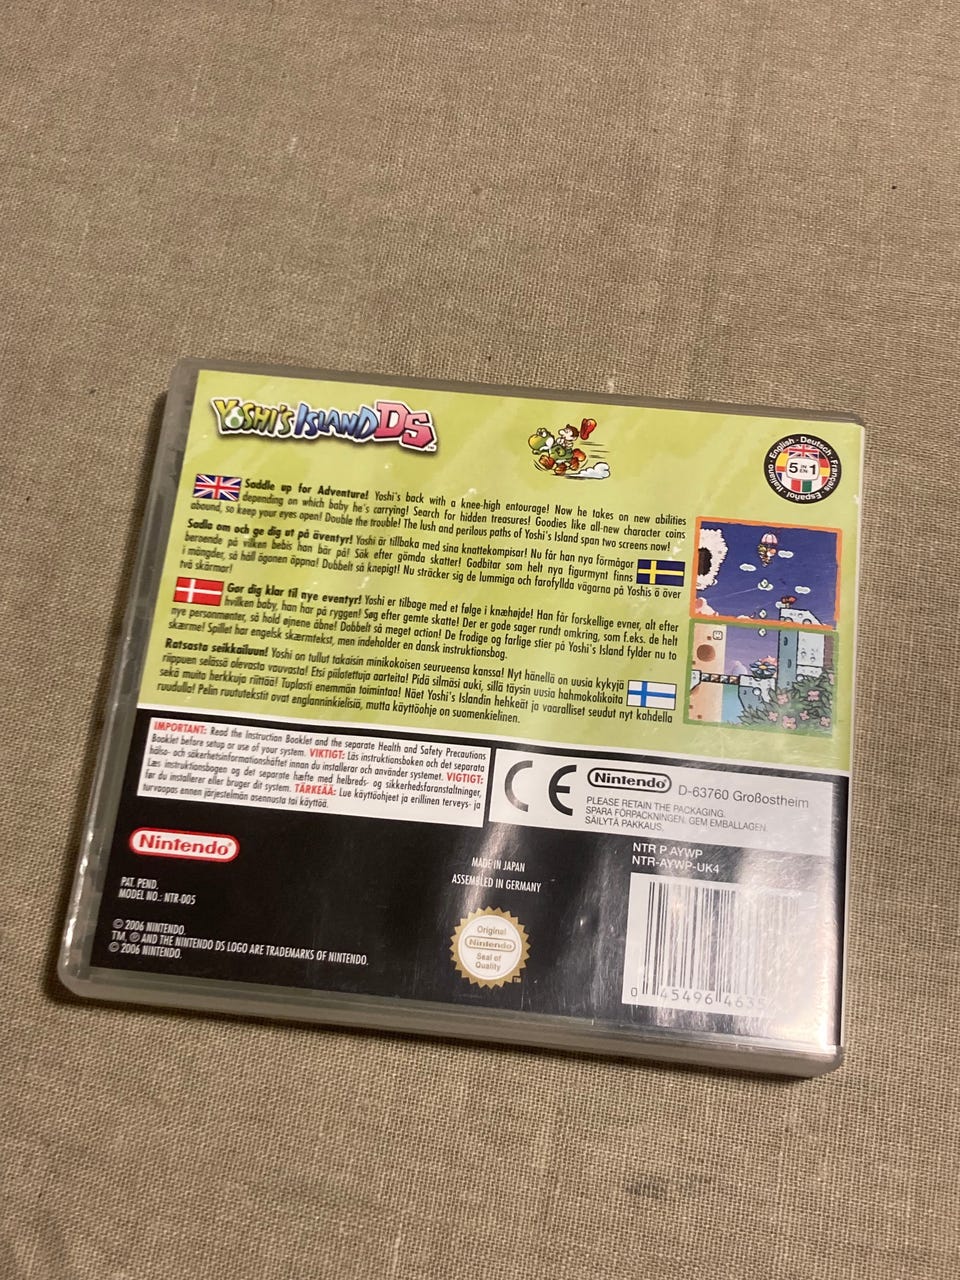 YOSHI'S ISLAND DS
Italiano · English · Deutsch · Français · Español ·
5 IN EN 1
Saddle up for Adventure! Yoshi's back with a knee-high entourage! Now he takes on new abilities
depending on which baby he's carrying! Search for hidden treasures! Goodies like all-new character coins
abound, so keep your eyes open! Double the trouble! The lush and perilous paths of Yoshi's Island span two screens now!
Sadla om och ge dig ut på äventyr! Yoshi är tillbaka med sina knattekompisar! Nu får han nya förmågor
beroende på vilken bebis han bär på! Sök efter gömda skatter! Godbitar som helt nya figurmynt finns
i mängder, så håll ögonen öppna! Dubbelt så knepigt! Nu sträcker sig de lummiga och farofyllda vägarna på Yoshis ö över
två skärmar!
Gør dig klar til nye eventyr! Yoshi er tilbage med et følge i knæhøjde! Han får forskellige evner, alt efter
hvilken baby, han har på ryggen! Søg efter gemte skatte! Der er gode sager rundt omkring, som f.eks. de helt
nye personmønter, så hold øjnene åbne! Dobbelt så meget action! De frodige og farlige stier på Yoshi's Island fylder nu to
skærme! Spillet har engelsk skærmtekst, men indeholder en dansk instruktionsbog.
Ratsasta seikkailuun! Yoshi on tullut takaisin minikokoisen seurueensa kanssa! Nyt hänellä on uusia kykyjä
riippuen selässä olevasta vauvasta! Etsi piilotettuja aarteita! Pidä silmäsi auki, sillä täysin uusia hahmokolikoita
sekä muita herkkuja riittää! Tuplasti enemmän toimintaa! Näet Yoshi's Islandin hehkeät ja vaaralliset seudut nyt kahdella
ruudulla! Pelin ruututekstit ovat englanninkielisiä, mutta käyttöohje on suomenkielinen.
IMPORTANT: Read the Instruction Booklet and the separate Health and Safety Precautions
Booklet before setup or use of your system. VIKTIGT: Läs instruktionsboken och det separata
hälso- och säkerhetsinformationshäftet innan du installerar och använder systemet. VIGTIGT:
Læs instruktionsbogen og det separate hæfte med helbreds- og sikkerhedsforanstaltninger,
før du installerer eller bruger dit system. TÄRKEÄÄ: Lue käyttöohjeet ja erillinen terveys- ja
turvaopas ennen järjestelmän asennusta tai käyttöä.
CE
Nintendo®
D-63760 Großostheim
PLEASE RETAIN THE PACKAGING.
SPARA FÖRPACKNINGEN. GEM EMBALLAGEN.
SÄILYTÄ PAKKAUS.
Nintendo®
PAT. PEND.
MODEL NO.: NTR-005
© 2006 NINTENDO.
TM, ® AND THE NINTENDO DS LOGO ARE TRADEMARKS OF NINTENDO.
© 2006 NINTENDO.
MADE IN JAPAN
ASSEMBLED IN GERMANY
Original
Nintendo
Seal of
Quality
TM
NTR P AYWP
NTR-AYWP-UK4
0 45496 4635